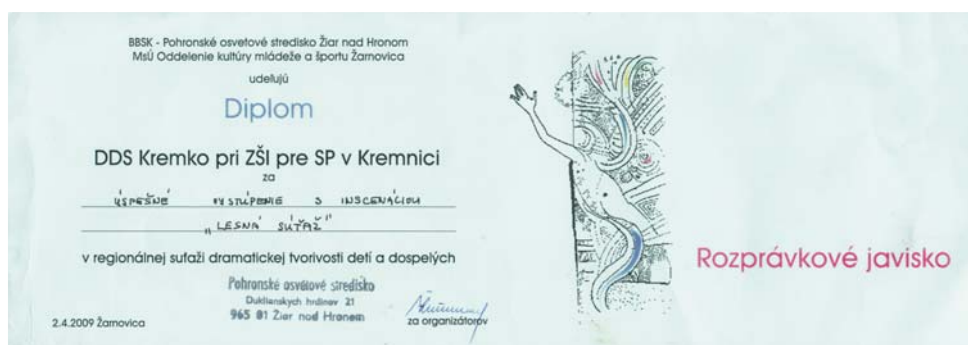 BBSK - Pohronské osvetové stredisko Žiar nad Hronom
MsÚ Oddelenie kultúry mládeže a športu Žarnovica
udeľujú
Diplom
DDS Kremko pri ZŠI pre SP v Kremnici
za
ÚSPEŠNÉ VYSTÚPENIE S INSCENÁCIOU
„LESNÁ SÚŤAŽ"
v regionálnej sutaži dramatickej tvorivosti detí a dospelých
Pohronské osvetové stredisko
Duklianskych hrdinov 21
965 01 Žiar nad Hronom
2.4.2009 Žarnovica
za organizátorov
Rozprávkové javisko